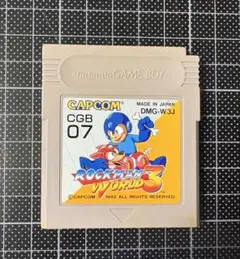 Nintendo GAME BOY
CAPCOM
MADE IN JAPAN
DMG-W3J
CGB
07
ROCKMAN
WORLD 3
©CAPCOM 1992 ALL RIGHTS RESERVED